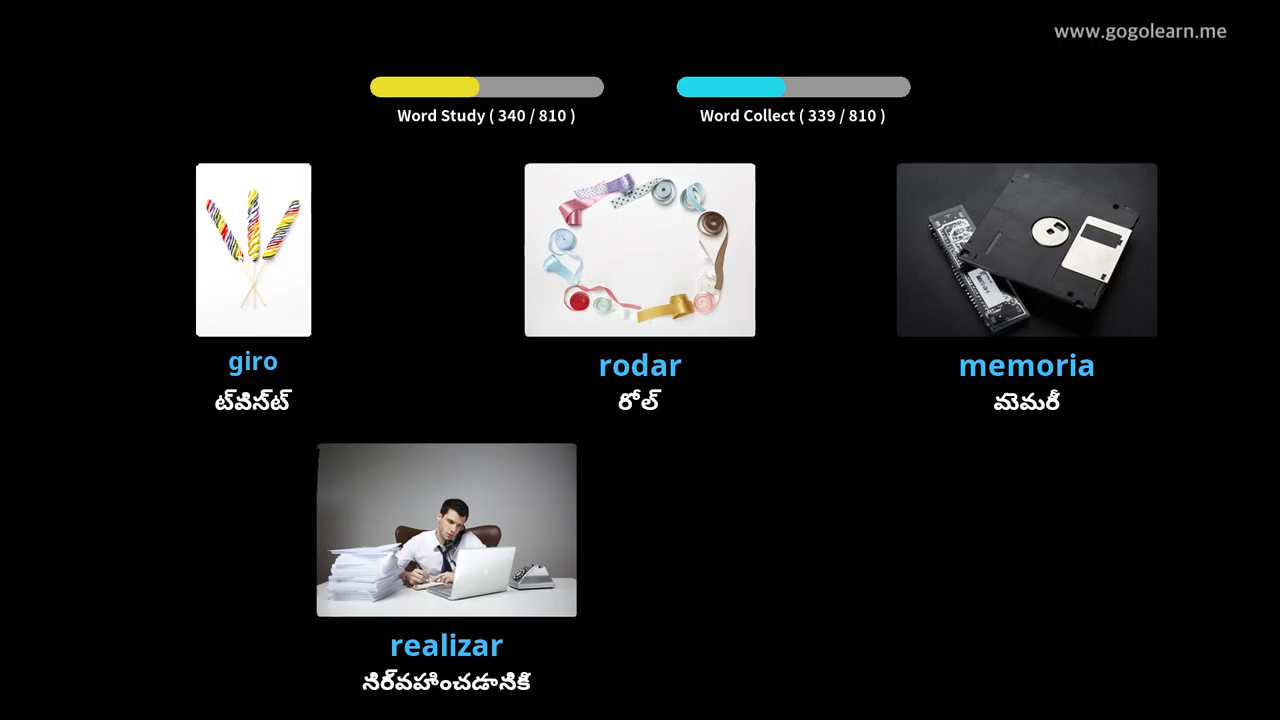 www.gogolearn.me
Word Study ( 340 / 810 )
Word Collect ( 339 / 810 )
giro
ట్విస్ట్
rodar
రోల్
memoria
మెమరీ
realizar
నిర్వహించడానికి